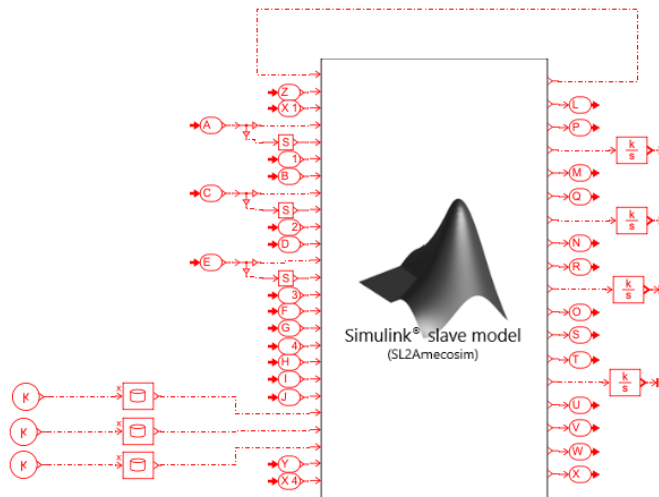 Z
X 1
L
A
P
S
k
s
1
B
M
C
Q
S
k
s
2
D
N
E
R
S
k
s
3
F
O
G
Simulink® slave model
S
4
(SL2Amecosim)
H
T
I
k
s
J
K
x
U
K
x
V
K
x
W
Y
X
X 4